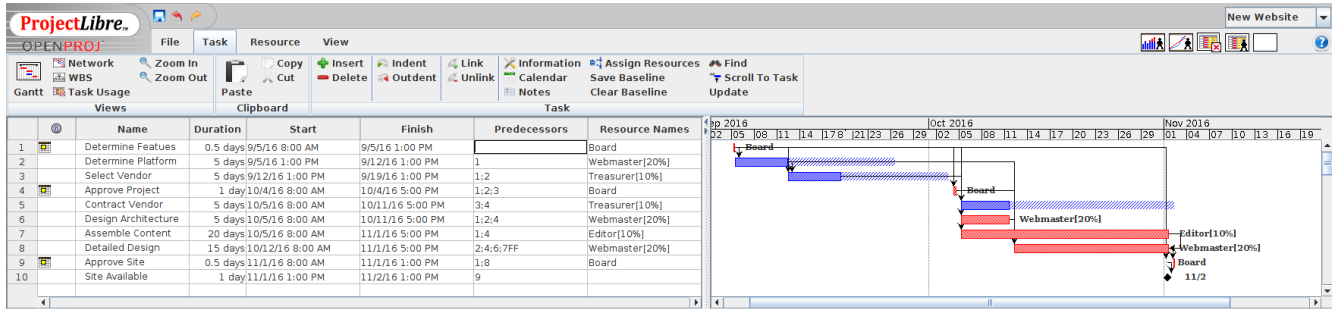 ProjectLibre™
OPENPROJ
New Website
File Task Resource View
Network Zoom In Copy Insert Indent Link Information Assign Resources Find
WBS Zoom Out Cut Delete Outdent Unlink Calendar Save Baseline Scroll To Task
Gantt Task Usage Paste Notes Clear Baseline Update
Views Clipboard Task
Name Duration Start Finish Predecessors Resource Names
1 Determine Featues 0.5 days 9/5/16 8:00 AM 9/5/16 1:00 PM Board
2 Determine Platform 5 days 9/5/16 1:00 PM 9/12/16 1:00 PM 1 Webmaster[20%]
3 Select Vendor 5 days 9/12/16 1:00 PM 9/19/16 1:00 PM 1;2 Treasurer[10%]
4 Approve Project 1 day 10/4/16 8:00 AM 10/4/16 5:00 PM 1;2;3 Board
5 Contract Vendor 5 days 10/5/16 8:00 AM 10/11/16 5:00 PM 3;4 Treasurer[10%]
6 Design Architecture 5 days 10/5/16 8:00 AM 10/11/16 5:00 PM 1;2;4 Webmaster[20%]
7 Assemble Content 20 days 10/5/16 8:00 AM 11/1/16 5:00 PM 1;4 Editor[10%]
8 Detailed Design 15 days 10/12/16 8:00 AM 11/1/16 5:00 PM 2;4;6;7FF Webmaster[20%]
9 Approve Site 0.5 days 11/1/16 8:00 AM 11/1/16 1:00 PM 1;8 Board
10 Site Available 1 day 11/1/16 1:00 PM 11/2/16 1:00 PM 9
ep 2016 Oct 2016 Nov 2016
02 05 08 11 14 17 8 21 23 26 29 02 05 08 11 14 17 20 23 26 29 01 04 07 10 13 16 19
Board
Board
Webmaster[20%]
Editor[10%]
Webmaster[20%]
Board
11/2